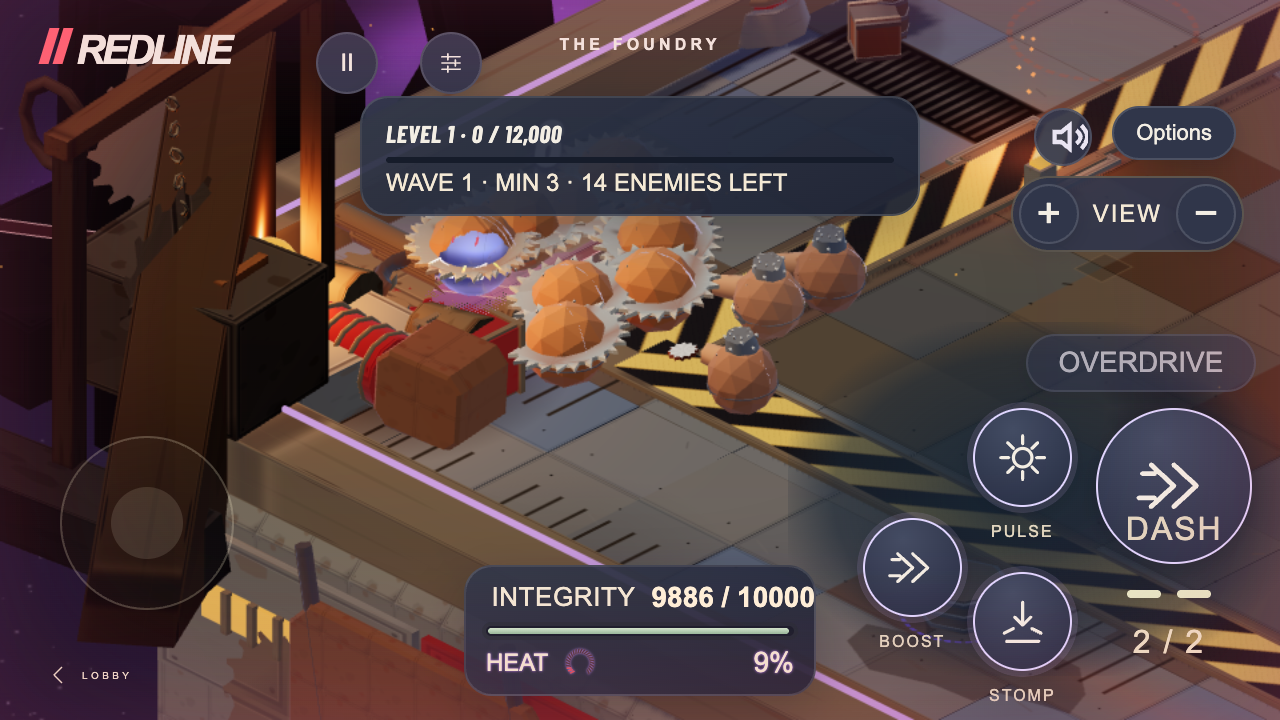 REDLINE
THE FOUNDRY
LEVEL 1 · 0 / 12,000
WAVE 1 · MIN 3 · 14 ENEMIES LEFT
Options
+ VIEW −
OVERDRIVE
PULSE
DASH
BOOST
STOMP
2 / 2
INTEGRITY 9886 / 10000
HEAT 9%
LOBBY